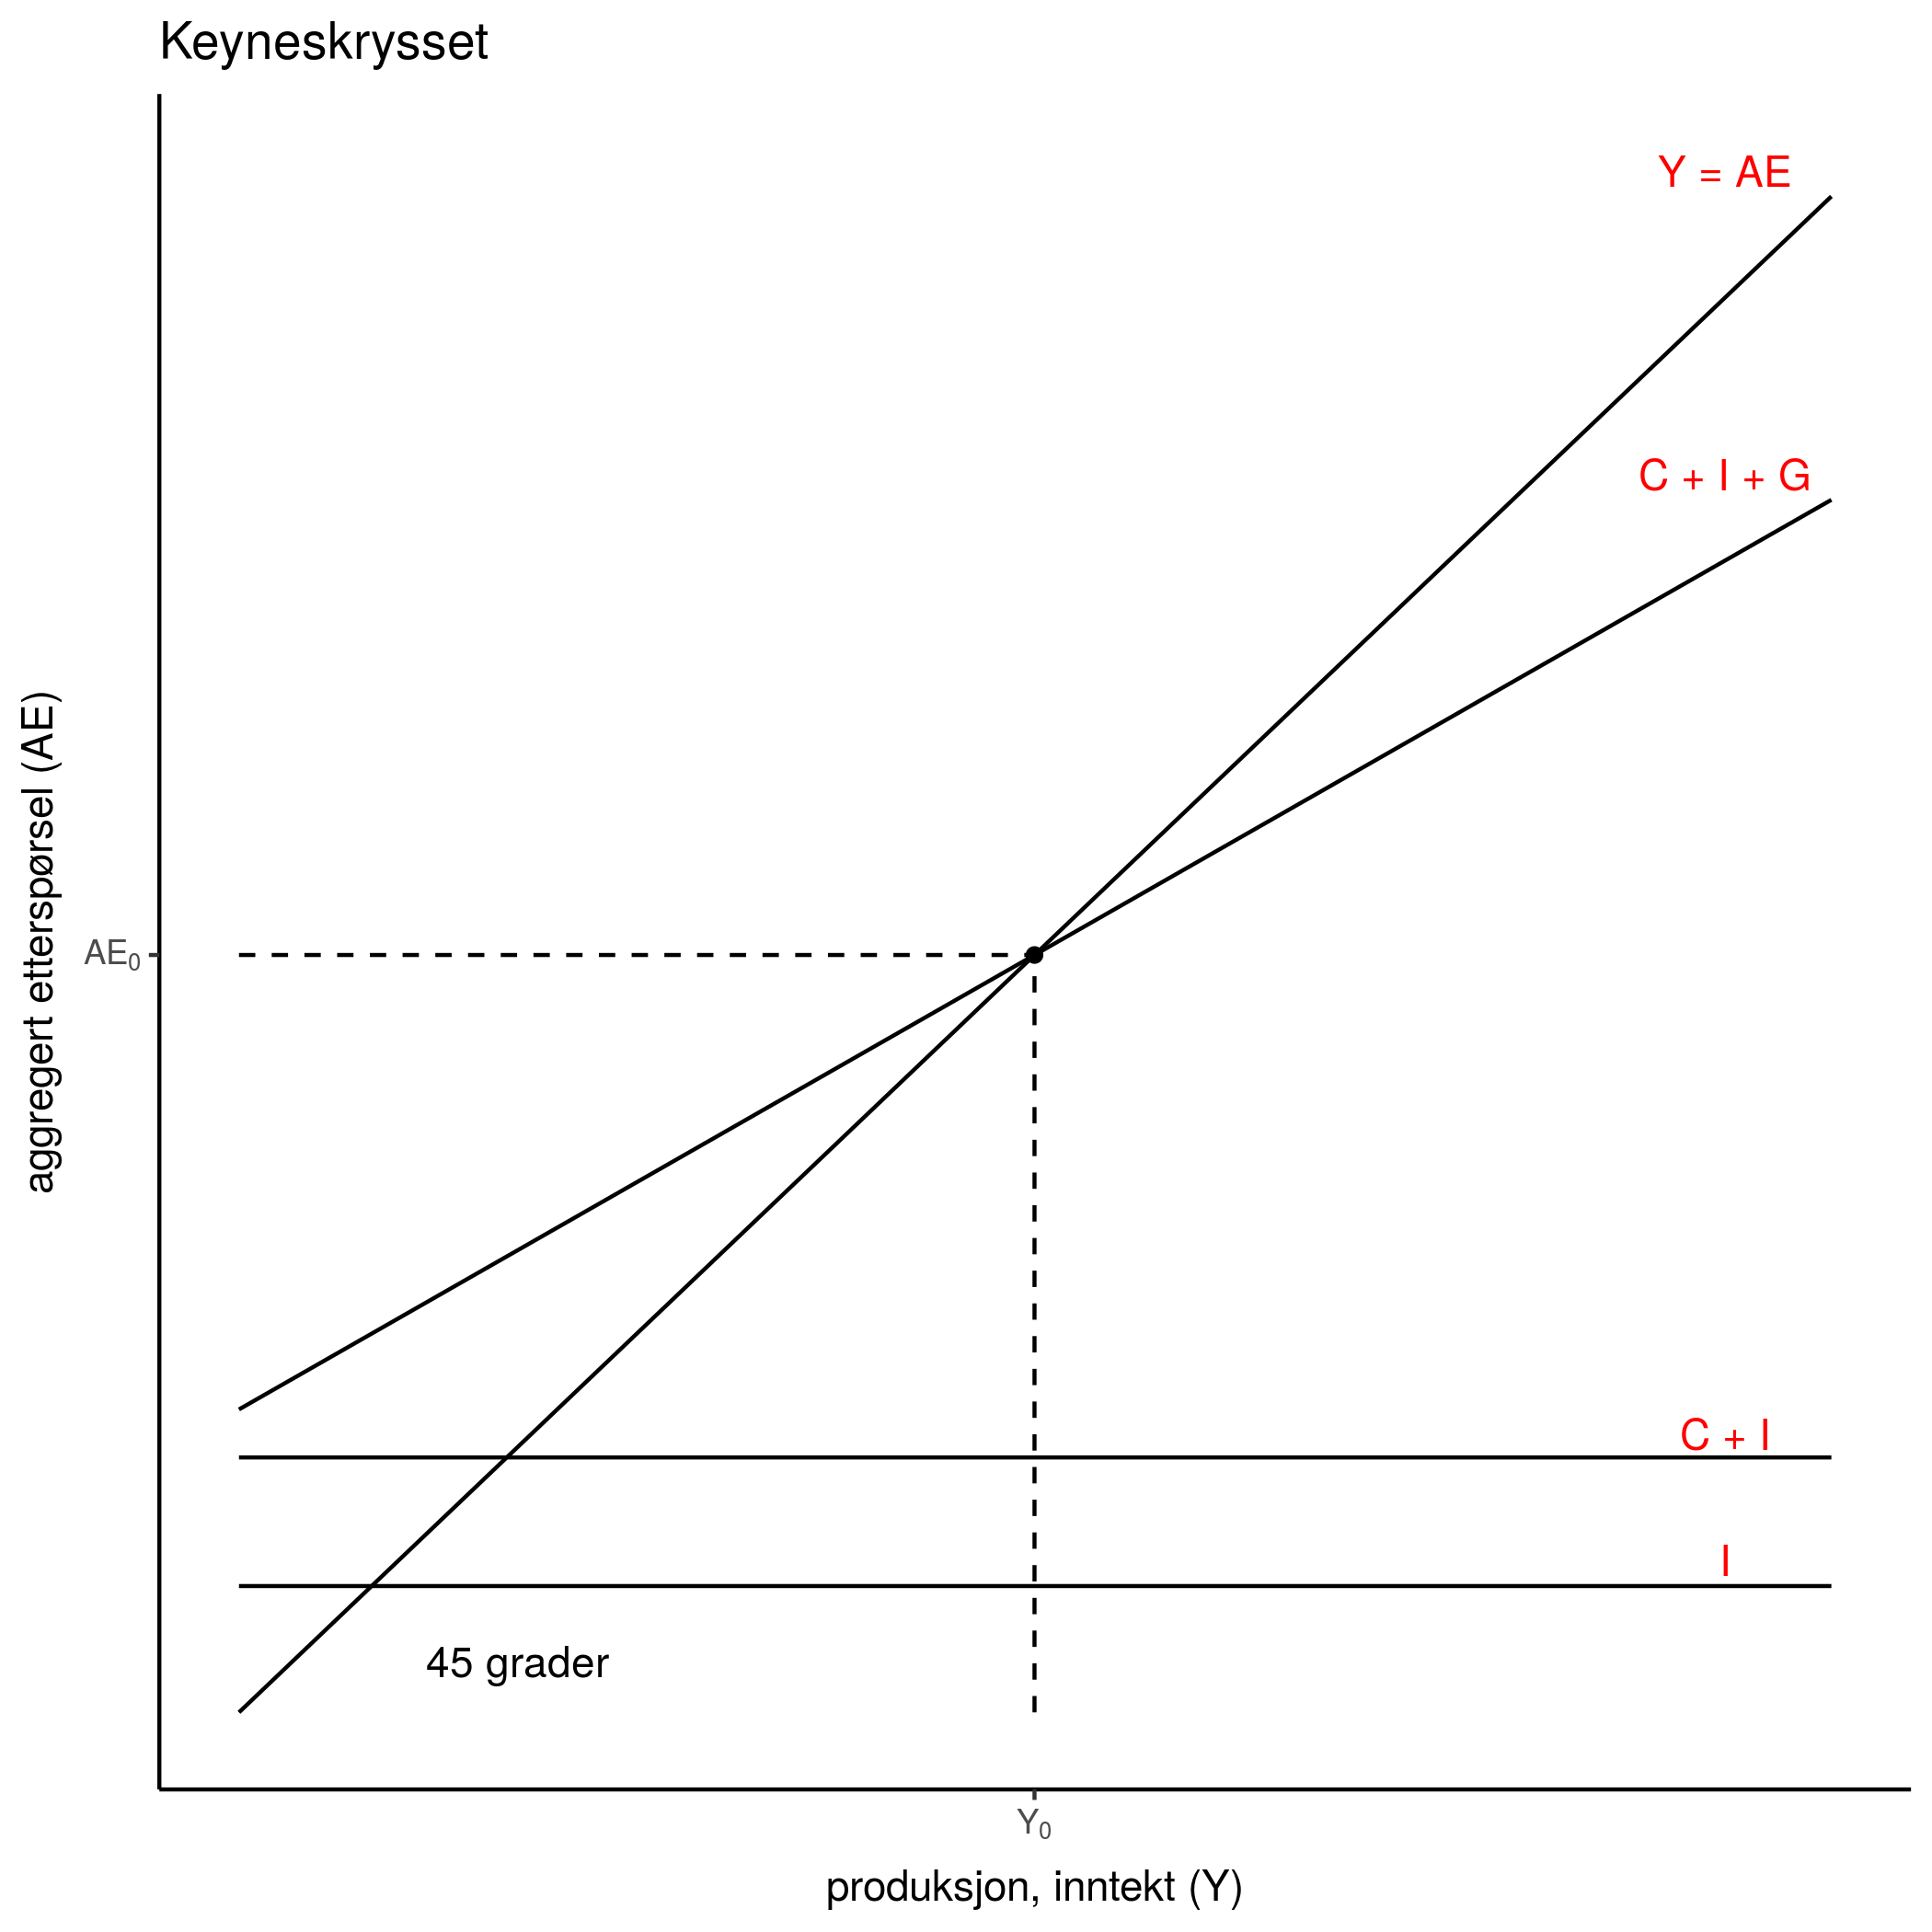 Keyneskrysset
Y = AE
C + I + G
aggregert etterspørsel (AE)
AE₀
C + I
I
45 grader
Y₀
produksjon, inntekt (Y)